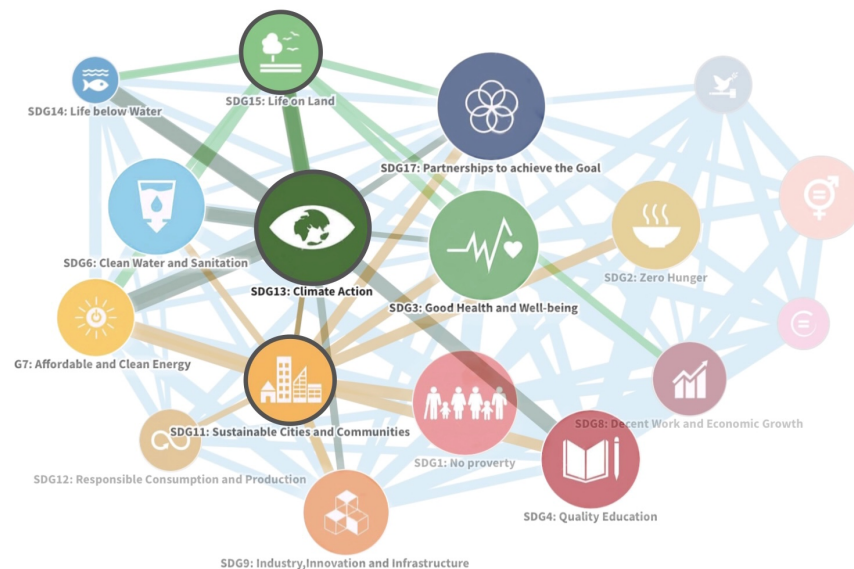 SDG15: Life on Land
SDG14: Life below Water
SDG17: Partnerships to achieve the Goal
SDG6: Clean Water and Sanitation
SDG2: Zero Hunger
SDG13: Climate Action
SDG3: Good Health and Well-being
G7: Affordable and Clean Energy
SDG8: Decent Work and Economic Growth
SDG11: Sustainable Cities and Communities
SDG1: No proverty
SDG12: Responsible Consumption and Production
SDG4: Quality Education
SDG9: Industry,Innovation and Infrastructure